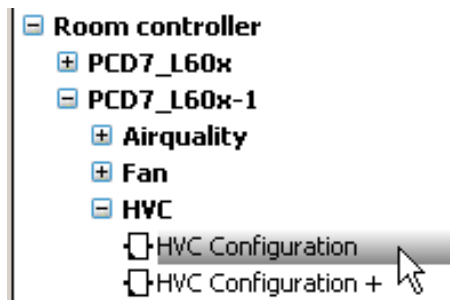 Room controller
PCD7_L60x
PCD7_L60x-1
Airquality
Fan
HVC
HVC Configuration
HVC Configuration +